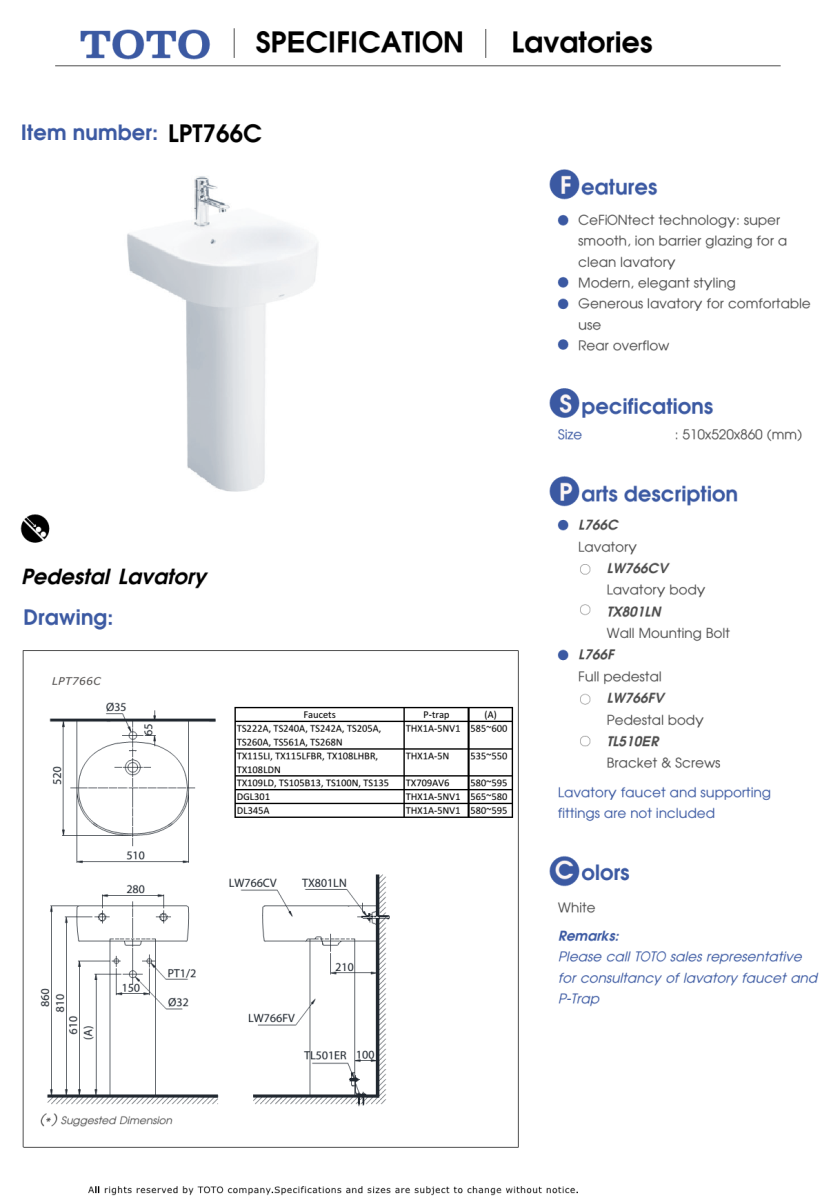 TOTO SPECIFICATION Lavatories
Item number: LPT766C
Features
CeFiONtect technology: super
smooth, ion barrier glazing for a
clean lavatory
Modern, elegant styling
Generous lavatory for comfortable
use
Rear overflow
Specifications
Size : 510x520x860 (mm)
Parts description
L766C
Lavatory
LW766CV
Lavatory body
TX801LN
Wall Mounting Bolt
L766F
Full pedestal
LW766FV
Pedestal body
TL510ER
Bracket & Screws
Lavatory faucet and supporting
fittings are not included
Colors
White
Remarks:
Please call TOTO sales representative
for consultancy of lavatory faucet and
P-Trap
Pedestal Lavatory
Drawing:
LPT766C
Ø35
65
520
510
Faucets P-trap (A)
TS222A, TS240A, TS242A, TS205A, THX1A-5NV1 585~600
TS260A, TS561A, TS268N
TX115LI, TX115LFBR, TX108LHBR, THX1A-5N 535~550
TX108LDN
TX109LD, TS105B13, TS100N, TS135 TX709AV6 580~595
DGL301 THX1A-5NV1 565~580
DL345A THX1A-5NV1 580~595
280
PT1/2
150
Ø32
860
810
610
(A)
LW766CV TX801LN
210
LW766FV
TL501ER 100
(*) Suggested Dimension
All rights reserved by TOTO company.Specifications and sizes are subject to change without notice.